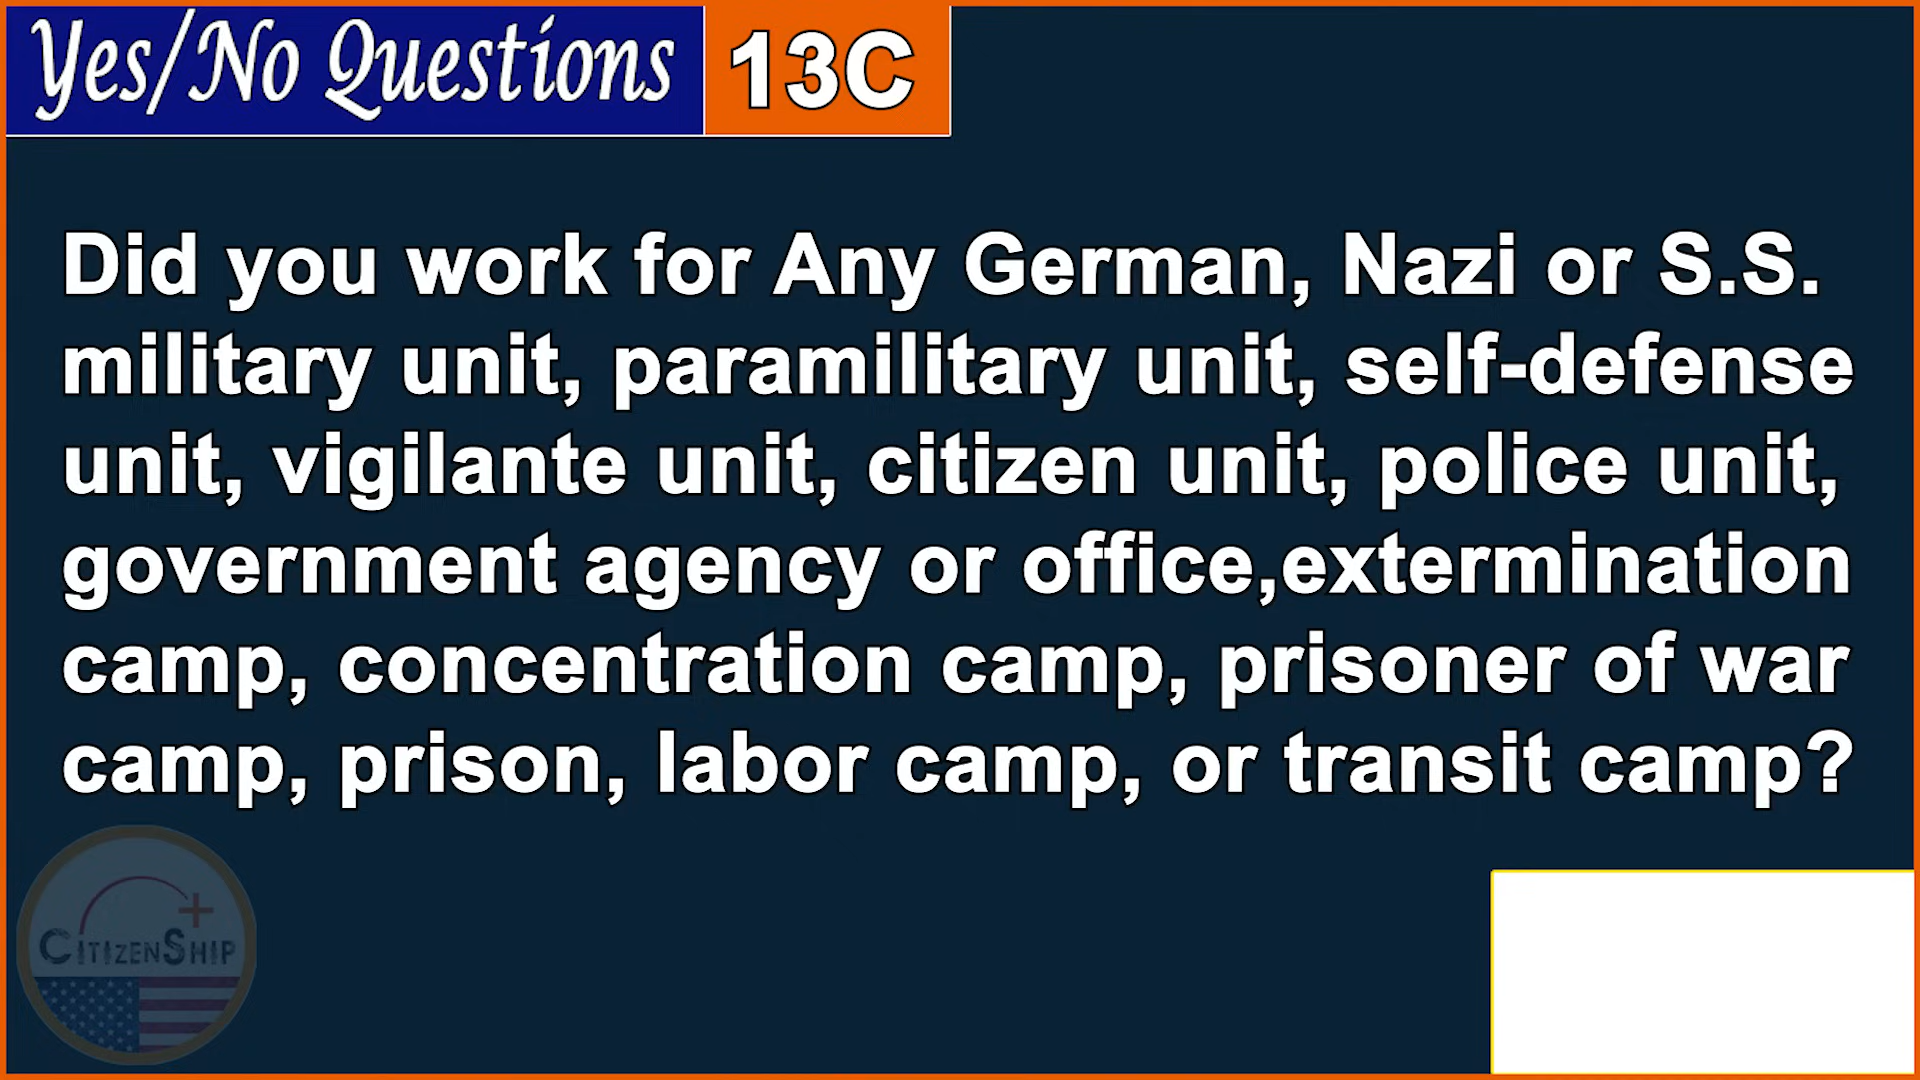 Yes/No Questions 13C
Did you work for Any German, Nazi or S.S.
military unit, paramilitary unit, self-defense
unit, vigilante unit, citizen unit, police unit,
government agency or office,extermination
camp, concentration camp, prisoner of war
camp, prison, labor camp, or transit camp?
CITIZENSHIP